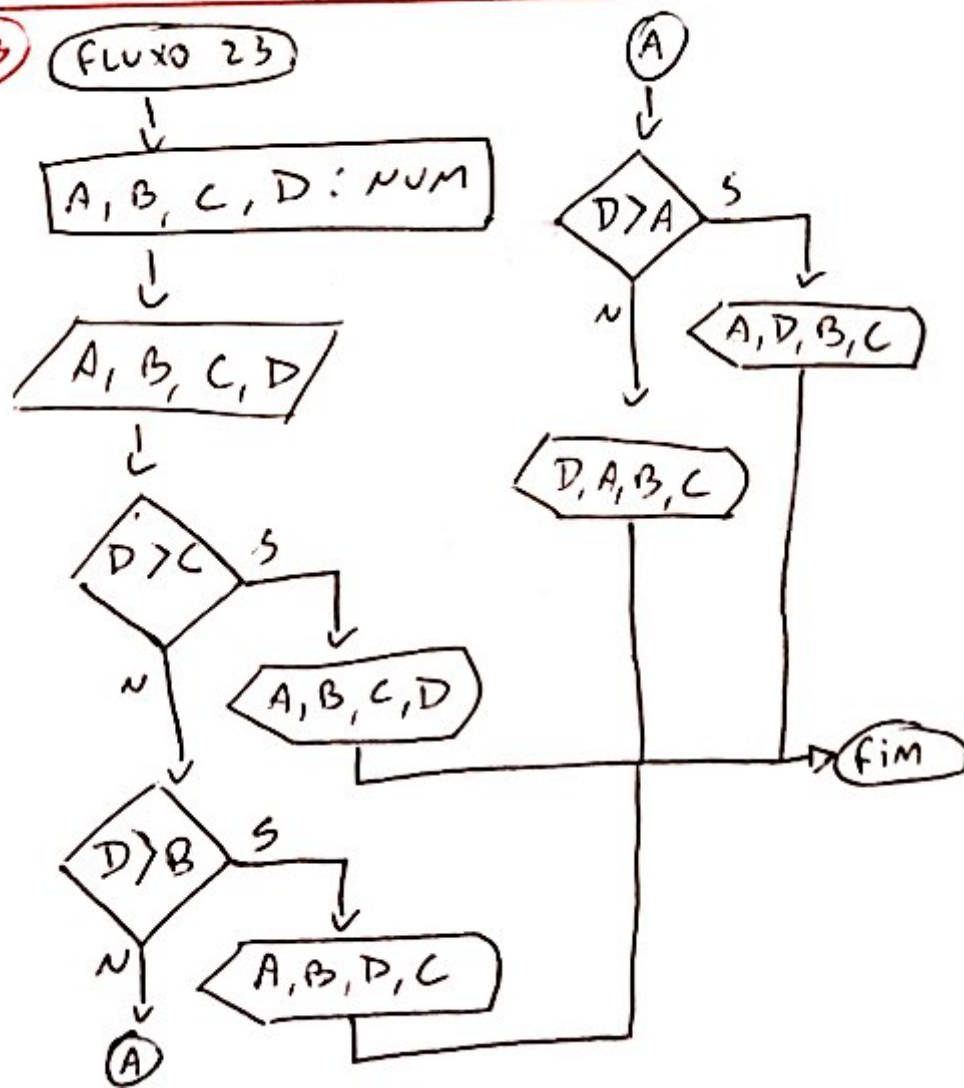 FLUXO 23
A, B, C, D : NUM
A, B, C, D
D > C
S
N
A, B, C, D
D > B
S
N
A, B, D, C
A
A
D > A
S
N
A, D, B, C
D, A, B, C
FIM